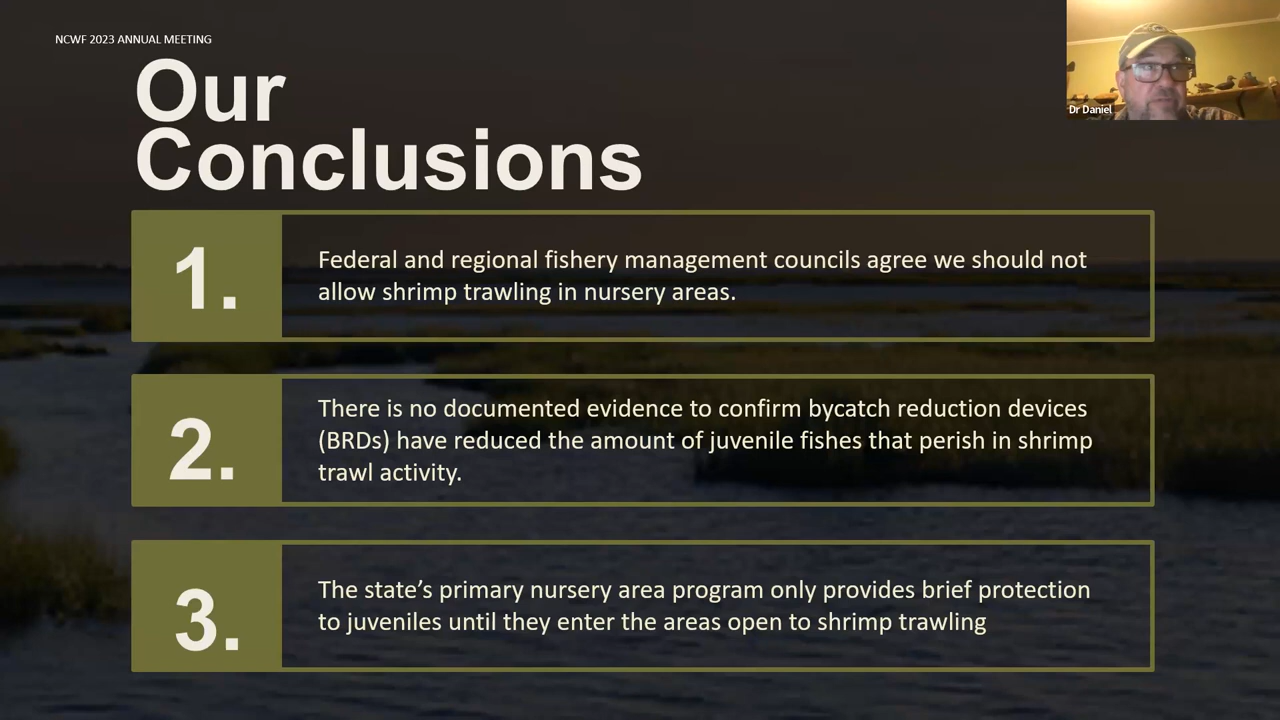 NCWF 2023 ANNUAL MEETING
Our
Conclusions
Dr Daniel
1.
Federal and regional fishery management councils agree we should not
allow shrimp trawling in nursery areas.
2.
There is no documented evidence to confirm bycatch reduction devices
(BRDs) have reduced the amount of juvenile fishes that perish in shrimp
trawl activity.
3.
The state’s primary nursery area program only provides brief protection
to juveniles until they enter the areas open to shrimp trawling